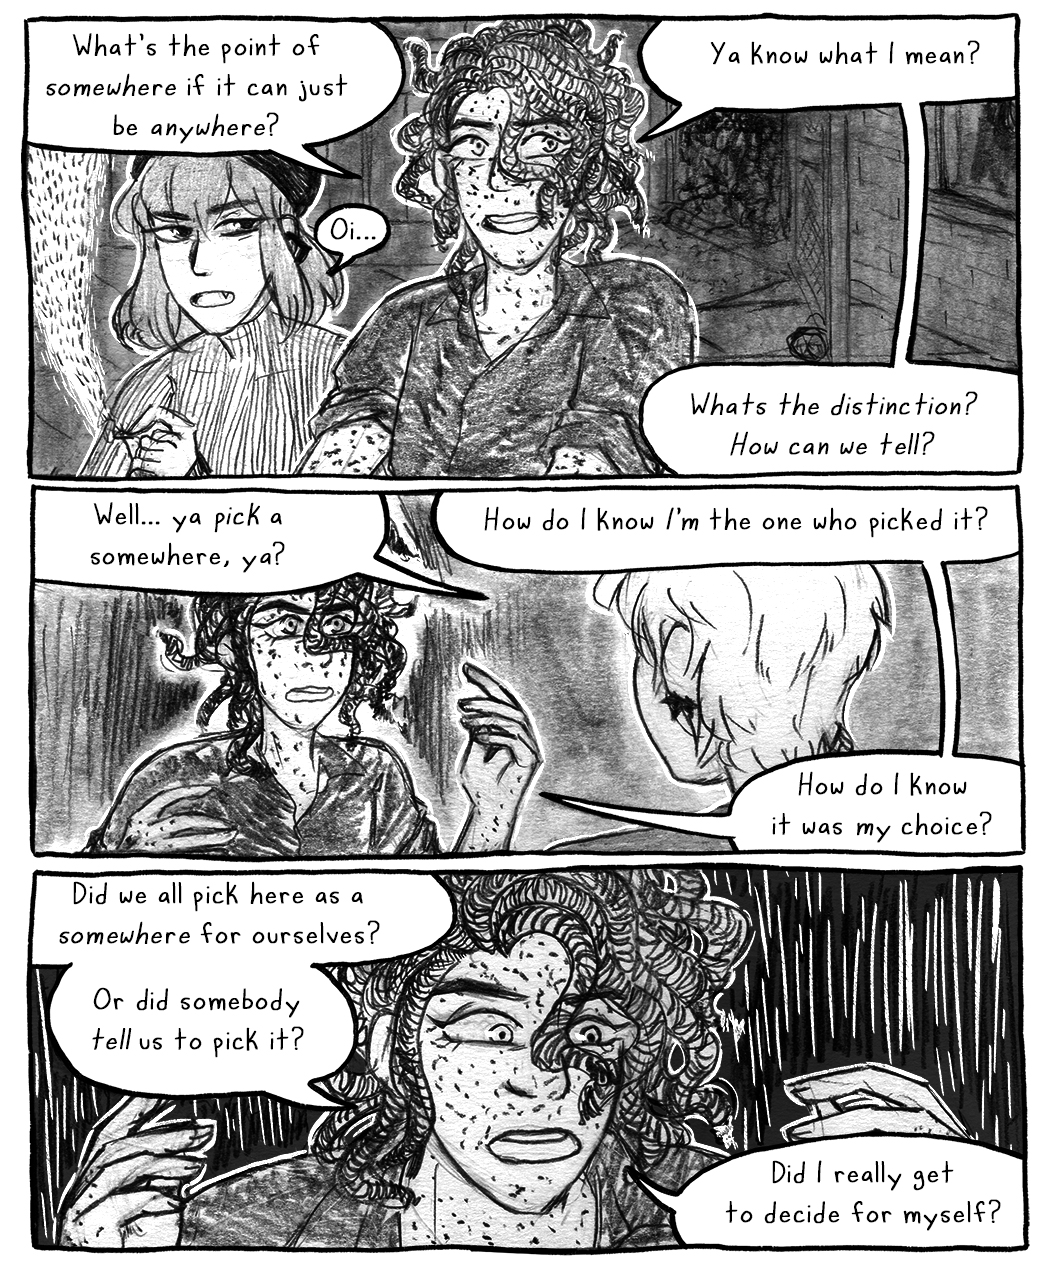 What's the point of
somewhere if it can just
be anywhere?
Ya know what I mean?
Oi...
Whats the distinction?
How can we tell?
Well... ya pick a
somewhere, ya?
How do I know I'm the one who picked it?
How do I know
it was my choice?
Did we all pick here as a
somewhere for ourselves?
Or did somebody
tell us to pick it?
Did I really get
to decide for myself?